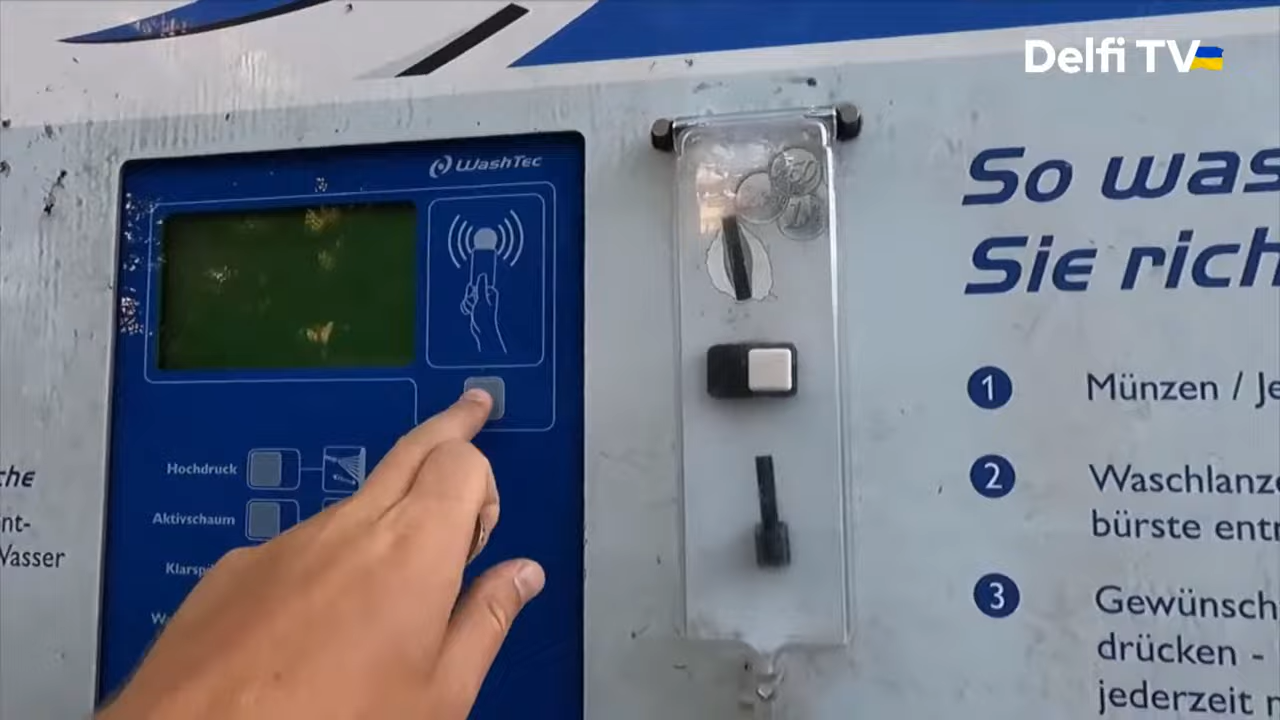 Delfi TV
WashTec
So was
Sie rich
1 Münzen / Je
2 Waschlanze
bürste entn
3 Gewünsch
drücken -
jederzeit
Hochdruck
Aktivschaum
Klarspü
che
nt-
Wasser